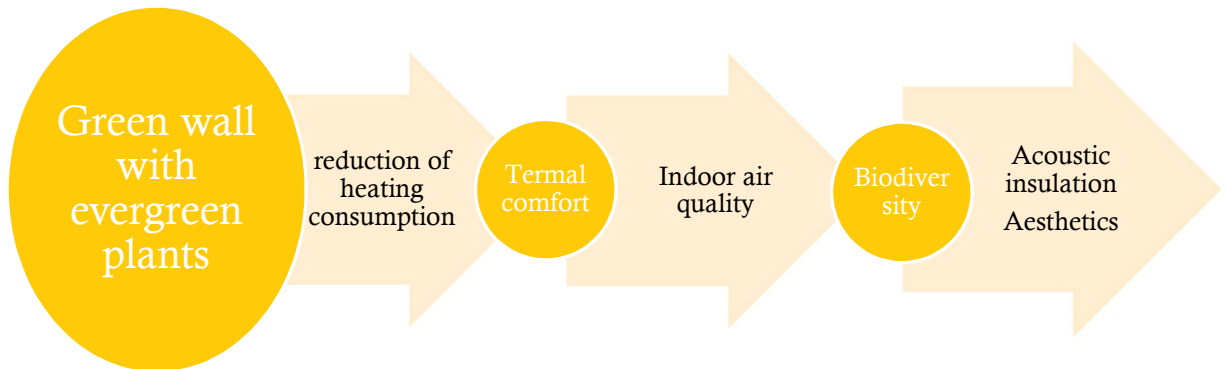 Green wall
with
evergreen
plants
reduction of
heating
consumption
Termal
comfort
Indoor air
quality
Biodiver
sity
Acoustic
insulation
Aesthetics